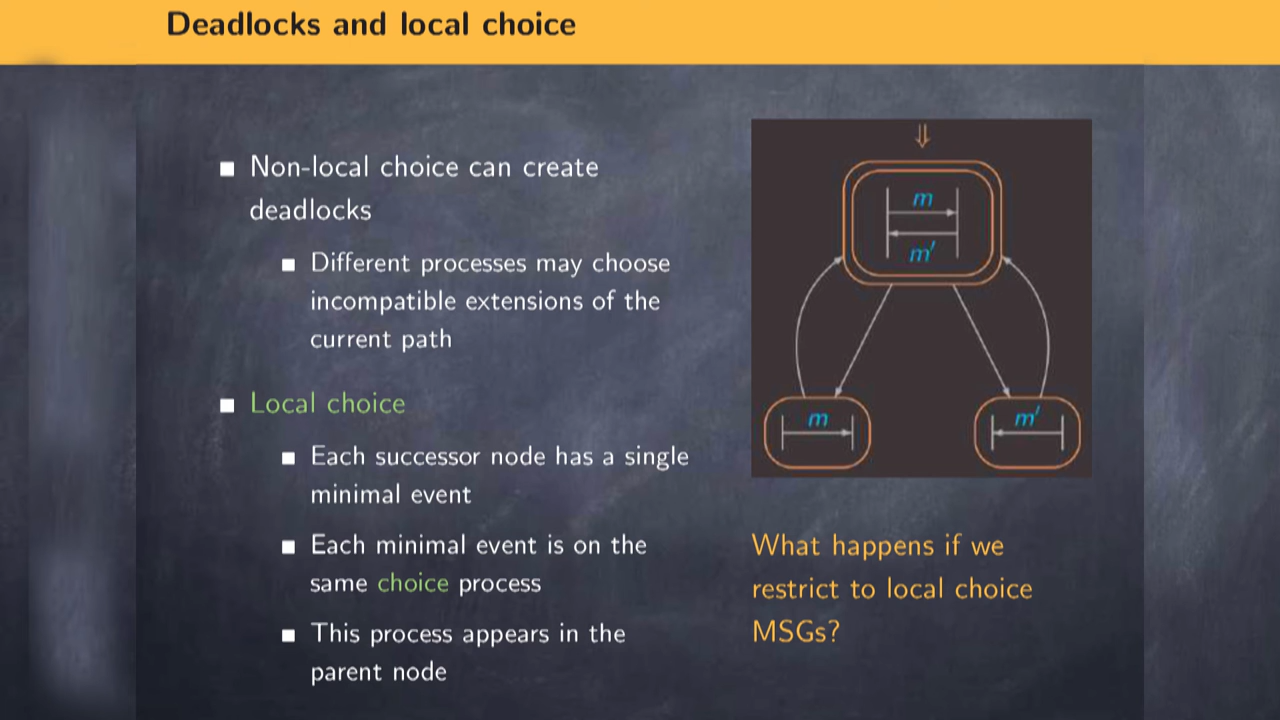 Deadlocks and local choice
Non-local choice can create
deadlocks
Different processes may choose
incompatible extensions of the
current path
Local choice
Each successor node has a single
minimal event
Each minimal event is on the
same choice process
This process appears in the
parent node
m
m′
m
m′
What happens if we
restrict to local choice
MSGs?